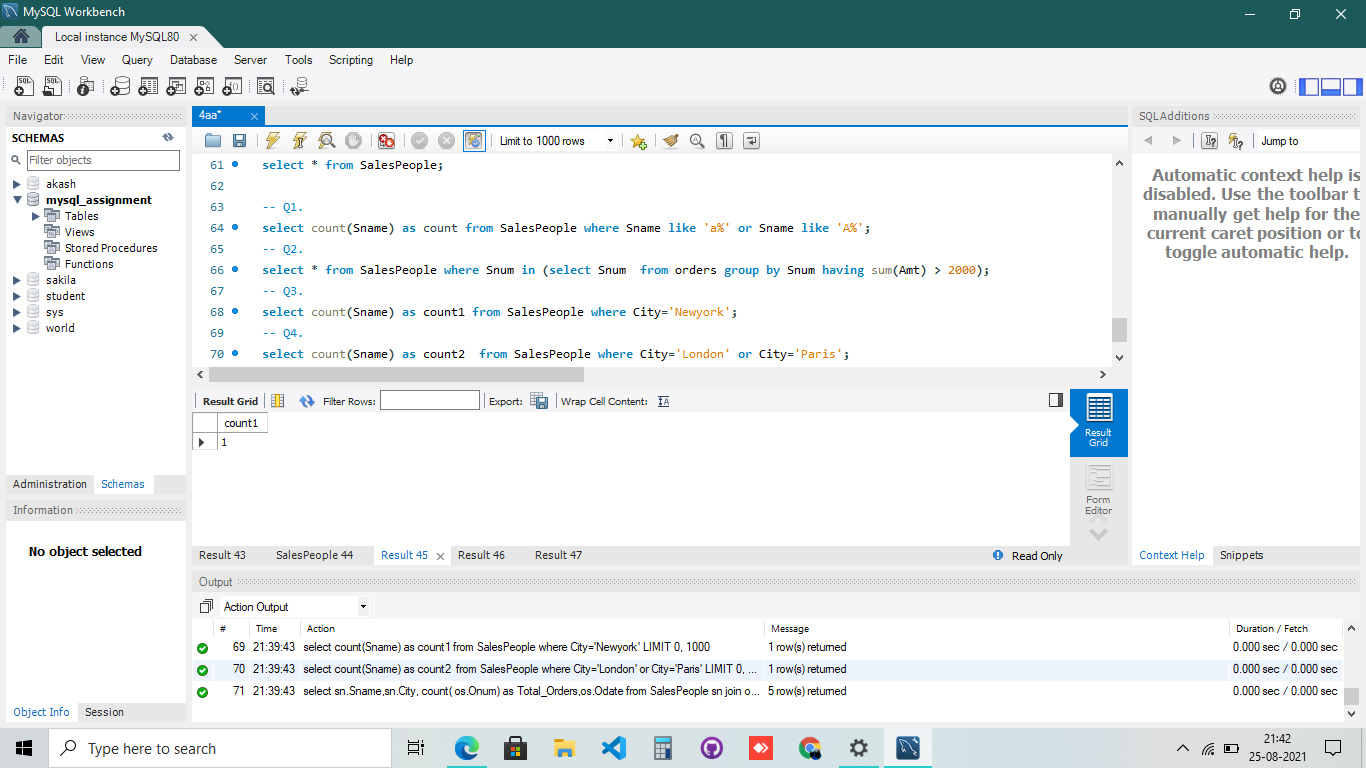 MySQL Workbench
Local instance MySQL80
File Edit View Query Database Server Tools Scripting Help
Navigator
SCHEMAS
Filter objects
akash
mysql_assignment
Tables
Views
Stored Procedures
Functions
sakila
student
sys
world
Administration Schemas
Information
No object selected
Object Info Session
4aa*
Limit to 1000 rows
61 select * from SalesPeople;
62
63 -- Q1.
64 select count(Sname) as count from SalesPeople where Sname like 'a%' or Sname like 'A%';
65 -- Q2.
66 select * from SalesPeople where Snum in (select Snum  from orders group by Snum having sum(Amt) > 2000);
67 -- Q3.
68 select count(Sname) as count1 from SalesPeople where City='Newyork';
69 -- Q4.
70 select count(Sname) as count2  from SalesPeople where City='London' or City='Paris';
Result Grid Filter Rows: Export: Wrap Cell Content:
count1
1
Result Grid
Form Editor
Result 43 SalesPeople 44 Result 45 Result 46 Result 47 Read Only
Output
Action Output
# Time Action Message Duration / Fetch
69 21:39:43 select count(Sname) as count1 from SalesPeople where City='Newyork' LIMIT 0, 1000 1 row(s) returned 0.000 sec / 0.000 sec
70 21:39:43 select count(Sname) as count2  from SalesPeople where City='London' or City='Paris' LIMIT 0, ... 1 row(s) returned 0.000 sec / 0.000 sec
71 21:39:43 select sn.Sname,sn.City, count( os.Onum) as Total_Orders,os.Odate from SalesPeople sn join o... 5 row(s) returned 0.000 sec / 0.000 sec
SQLAdditions
Jump to
Automatic context help is
disabled. Use the toolbar t
manually get help for the
current caret position or to
toggle automatic help.
Context Help Snippets
Type here to search
21:42
25-08-2021